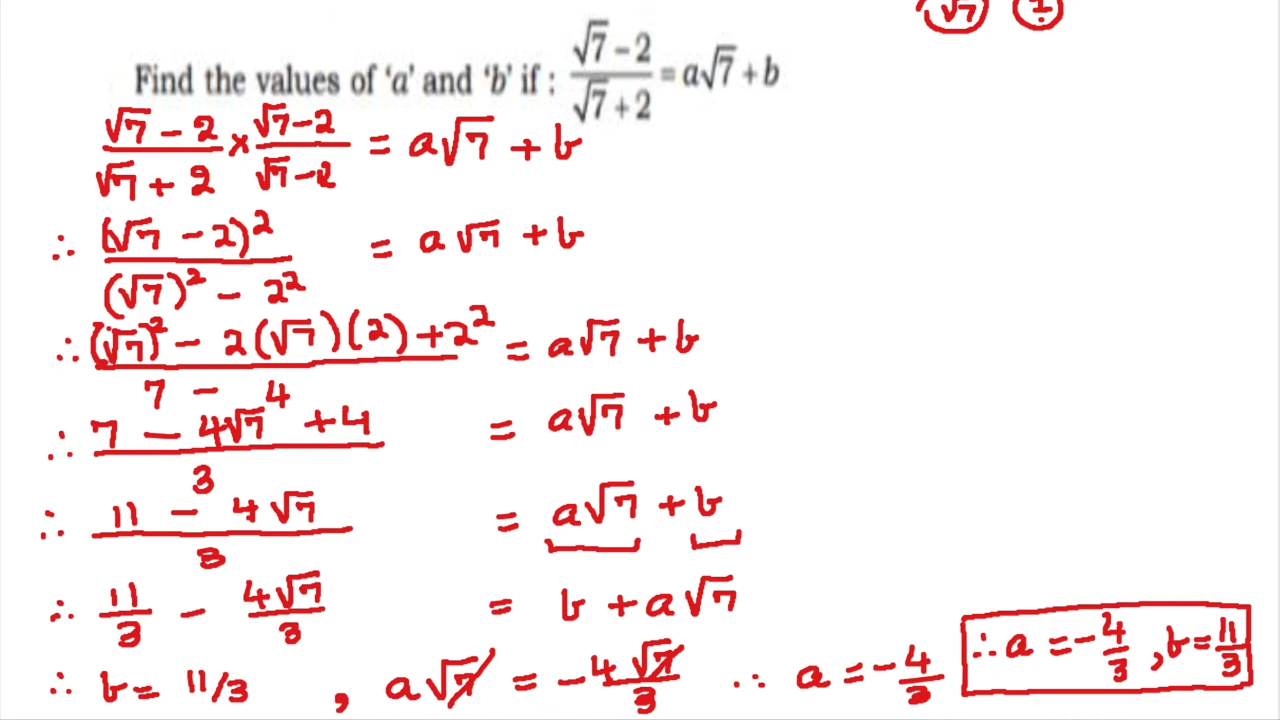 √7 1
Find the values of ‘a’ and ‘b’ if : (√7 - 2)/(√7 + 2) = a√7 + b
(√7 - 2)/(√7 + 2) × (√7-2)/(√7-2) = a√7 + b
∴ (√7 - 2)²/((√7)² - 2²) = a√7 + b
∴ ((√7)² - 2(√7)(2) + 2²)/(7 - 4) = a√7 + b
∴ (7 - 4√7 + 4)/3 = a√7 + b
∴ (11 - 4√7)/3 = a√7 + b
∴ 11/3 - 4√7/3 = b + a√7
∴ b = 11/3 , a√7 = -4√7/3 ∴ a = -4/3 ∴ a = -4/3 , b = 11/3